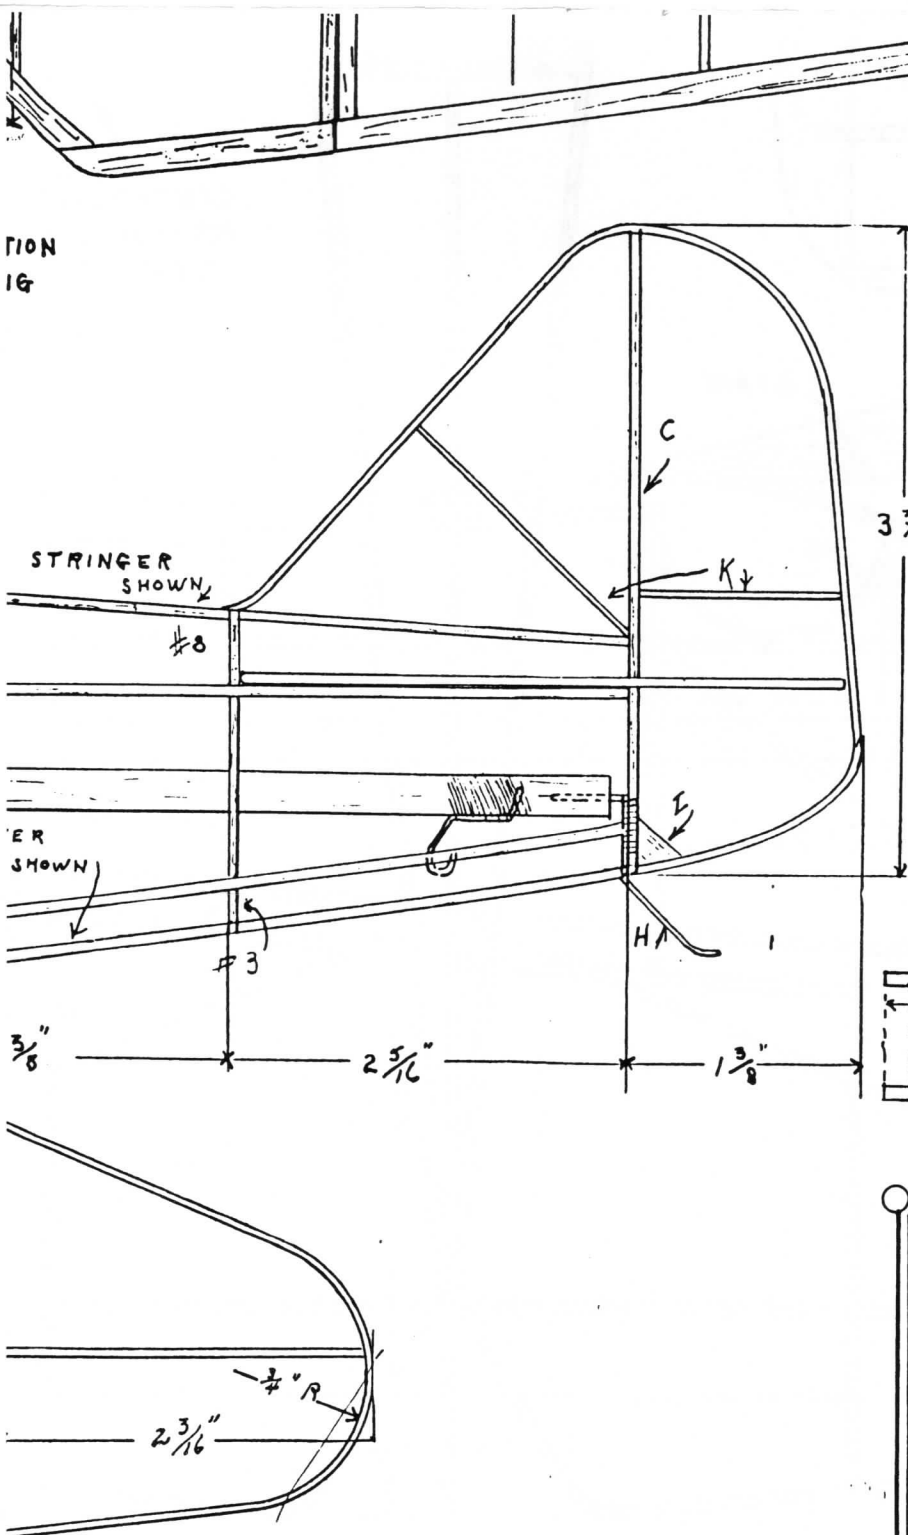 TION
IG
C
3
STRINGER
SHOWN
K
#8
I
ER
SHOWN
H
#3
3/8"
2 5/16"
1 3/8"
3/4" R
2 3/16"